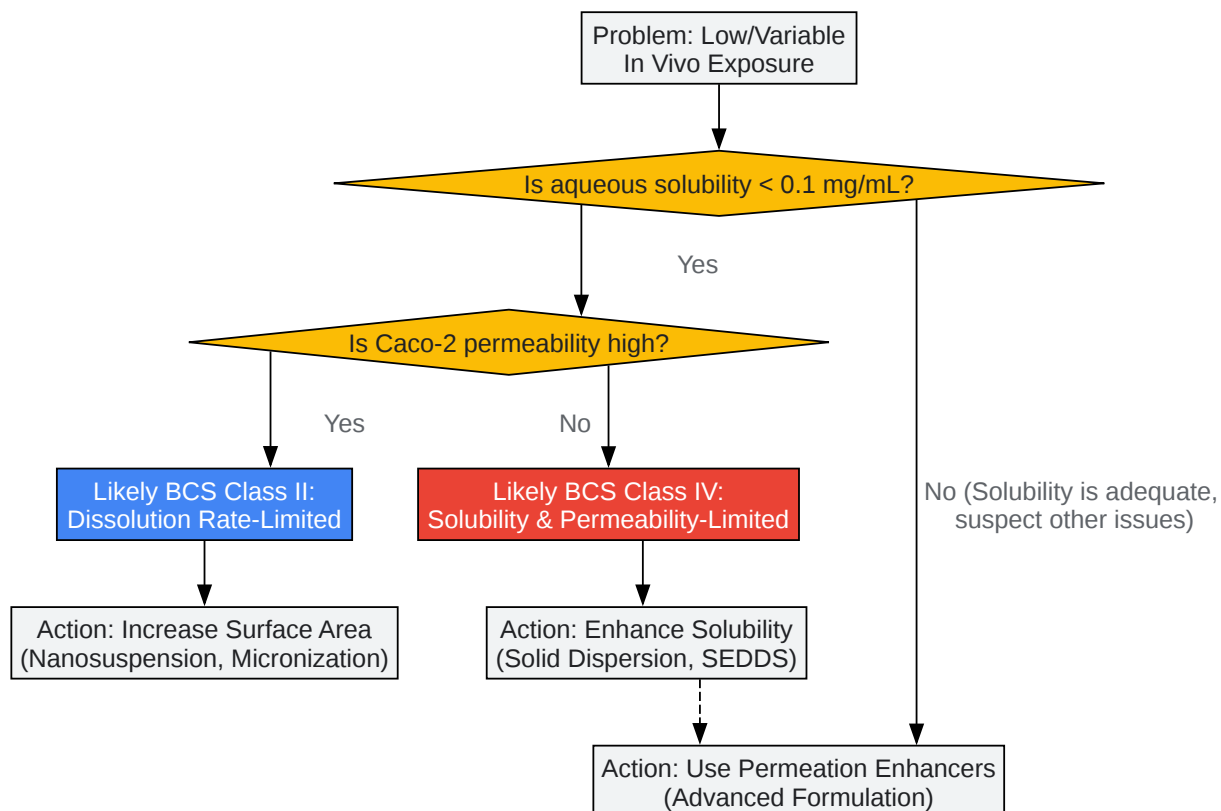 Problem: Low/Variable
In Vivo Exposure
Is aqueous solubility < 0.1 mg/mL?
Yes
Is Caco-2 permeability high?
Yes
No
Likely BCS Class II:
Dissolution Rate-Limited
Likely BCS Class IV:
Solubility & Permeability-Limited
No (Solubility is adequate,
suspect other issues)
Action: Increase Surface Area
(Nanosuspension, Micronization)
Action: Enhance Solubility
(Solid Dispersion, SEDDS)
Action: Use Permeation Enhancers
(Advanced Formulation)